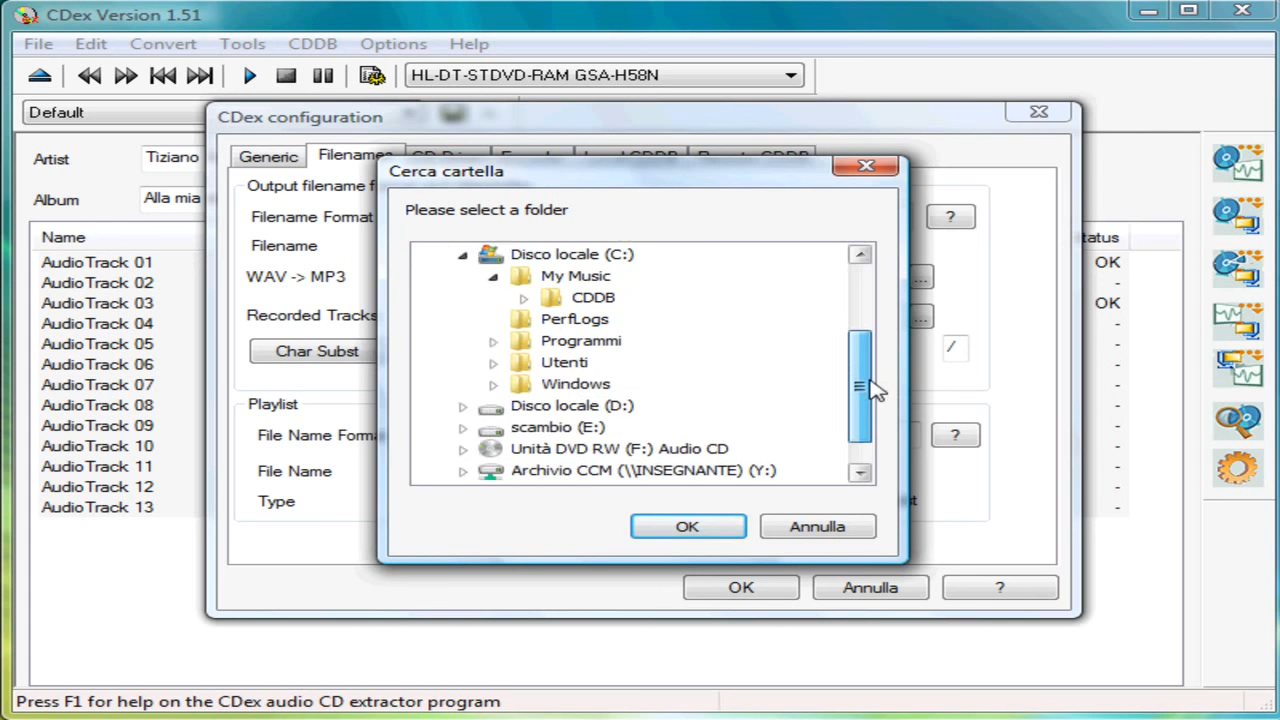 CDex Version 1.51
File Edit Convert Tools CDDB Options Help
HL-DT-STDVD-RAM GSA-H58N
Default
CDex configuration
Generic Filenames
Artist Tiziano
Album Alla mia
Name
Status
AudioTrack 01 OK
AudioTrack 02 -
AudioTrack 03 OK
AudioTrack 04 -
AudioTrack 05 -
AudioTrack 06 -
AudioTrack 07 -
AudioTrack 08 -
AudioTrack 09 -
AudioTrack 10 -
AudioTrack 11 -
AudioTrack 12 -
AudioTrack 13 -
Output filename
Filename Format
?
Filename
WAV -> MP3
...
Recorded Tracks
...
Char Subst
/
Playlist
File Name Forma
?
File Name
Type
OK Annulla ?
Cerca cartella
Please select a folder
Disco locale (C:)
My Music
CDDB
PerfLogs
Programmi
Utenti
Windows
Disco locale (D:)
scambio (E:)
Unità DVD RW (F:) Audio CD
Archivio CCM (\\INSEGNANTE) (Y:)
OK Annulla
Press F1 for help on the CDex audio CD extractor program